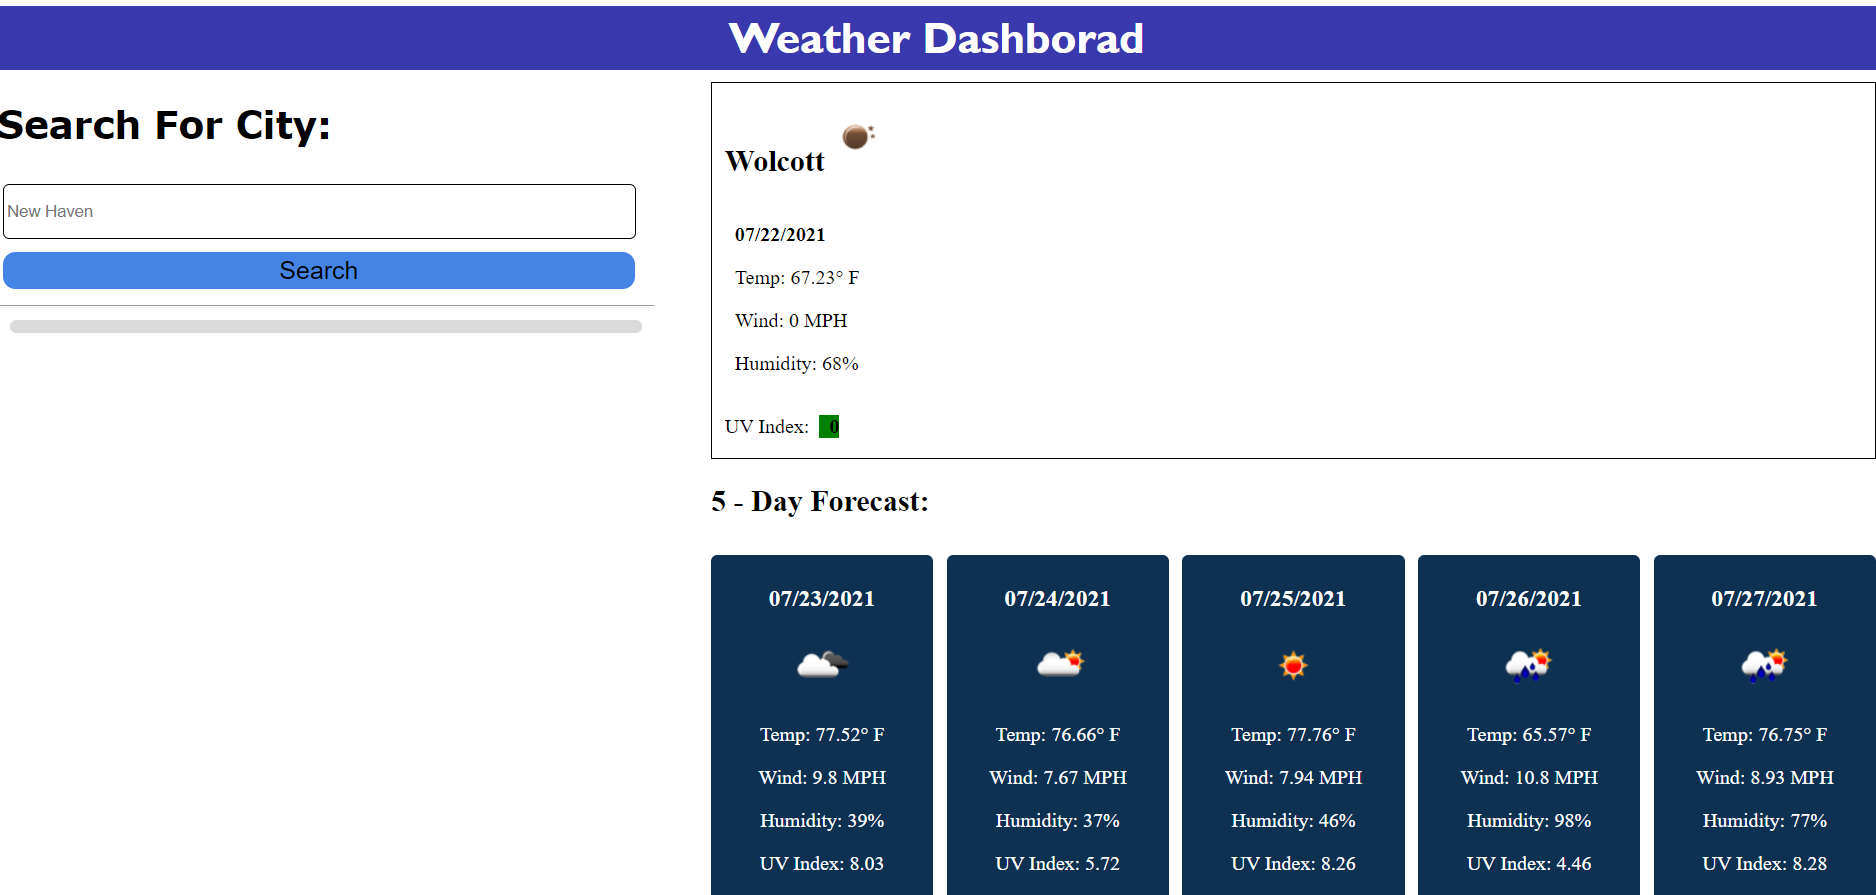 Weather Dashborad
Search For City:
New Haven
Search
Wolcott
07/22/2021
Temp: 67.23° F
Wind: 0 MPH
Humidity: 68%
UV Index: 0
5 - Day Forecast:
07/23/2021
Temp: 77.52° F
Wind: 9.8 MPH
Humidity: 39%
UV Index: 8.03
07/24/2021
Temp: 76.66° F
Wind: 7.67 MPH
Humidity: 37%
UV Index: 5.72
07/25/2021
Temp: 77.76° F
Wind: 7.94 MPH
Humidity: 46%
UV Index: 8.26
07/26/2021
Temp: 65.57° F
Wind: 10.8 MPH
Humidity: 98%
UV Index: 4.46
07/27/2021
Temp: 76.75° F
Wind: 8.93 MPH
Humidity: 77%
UV Index: 8.28